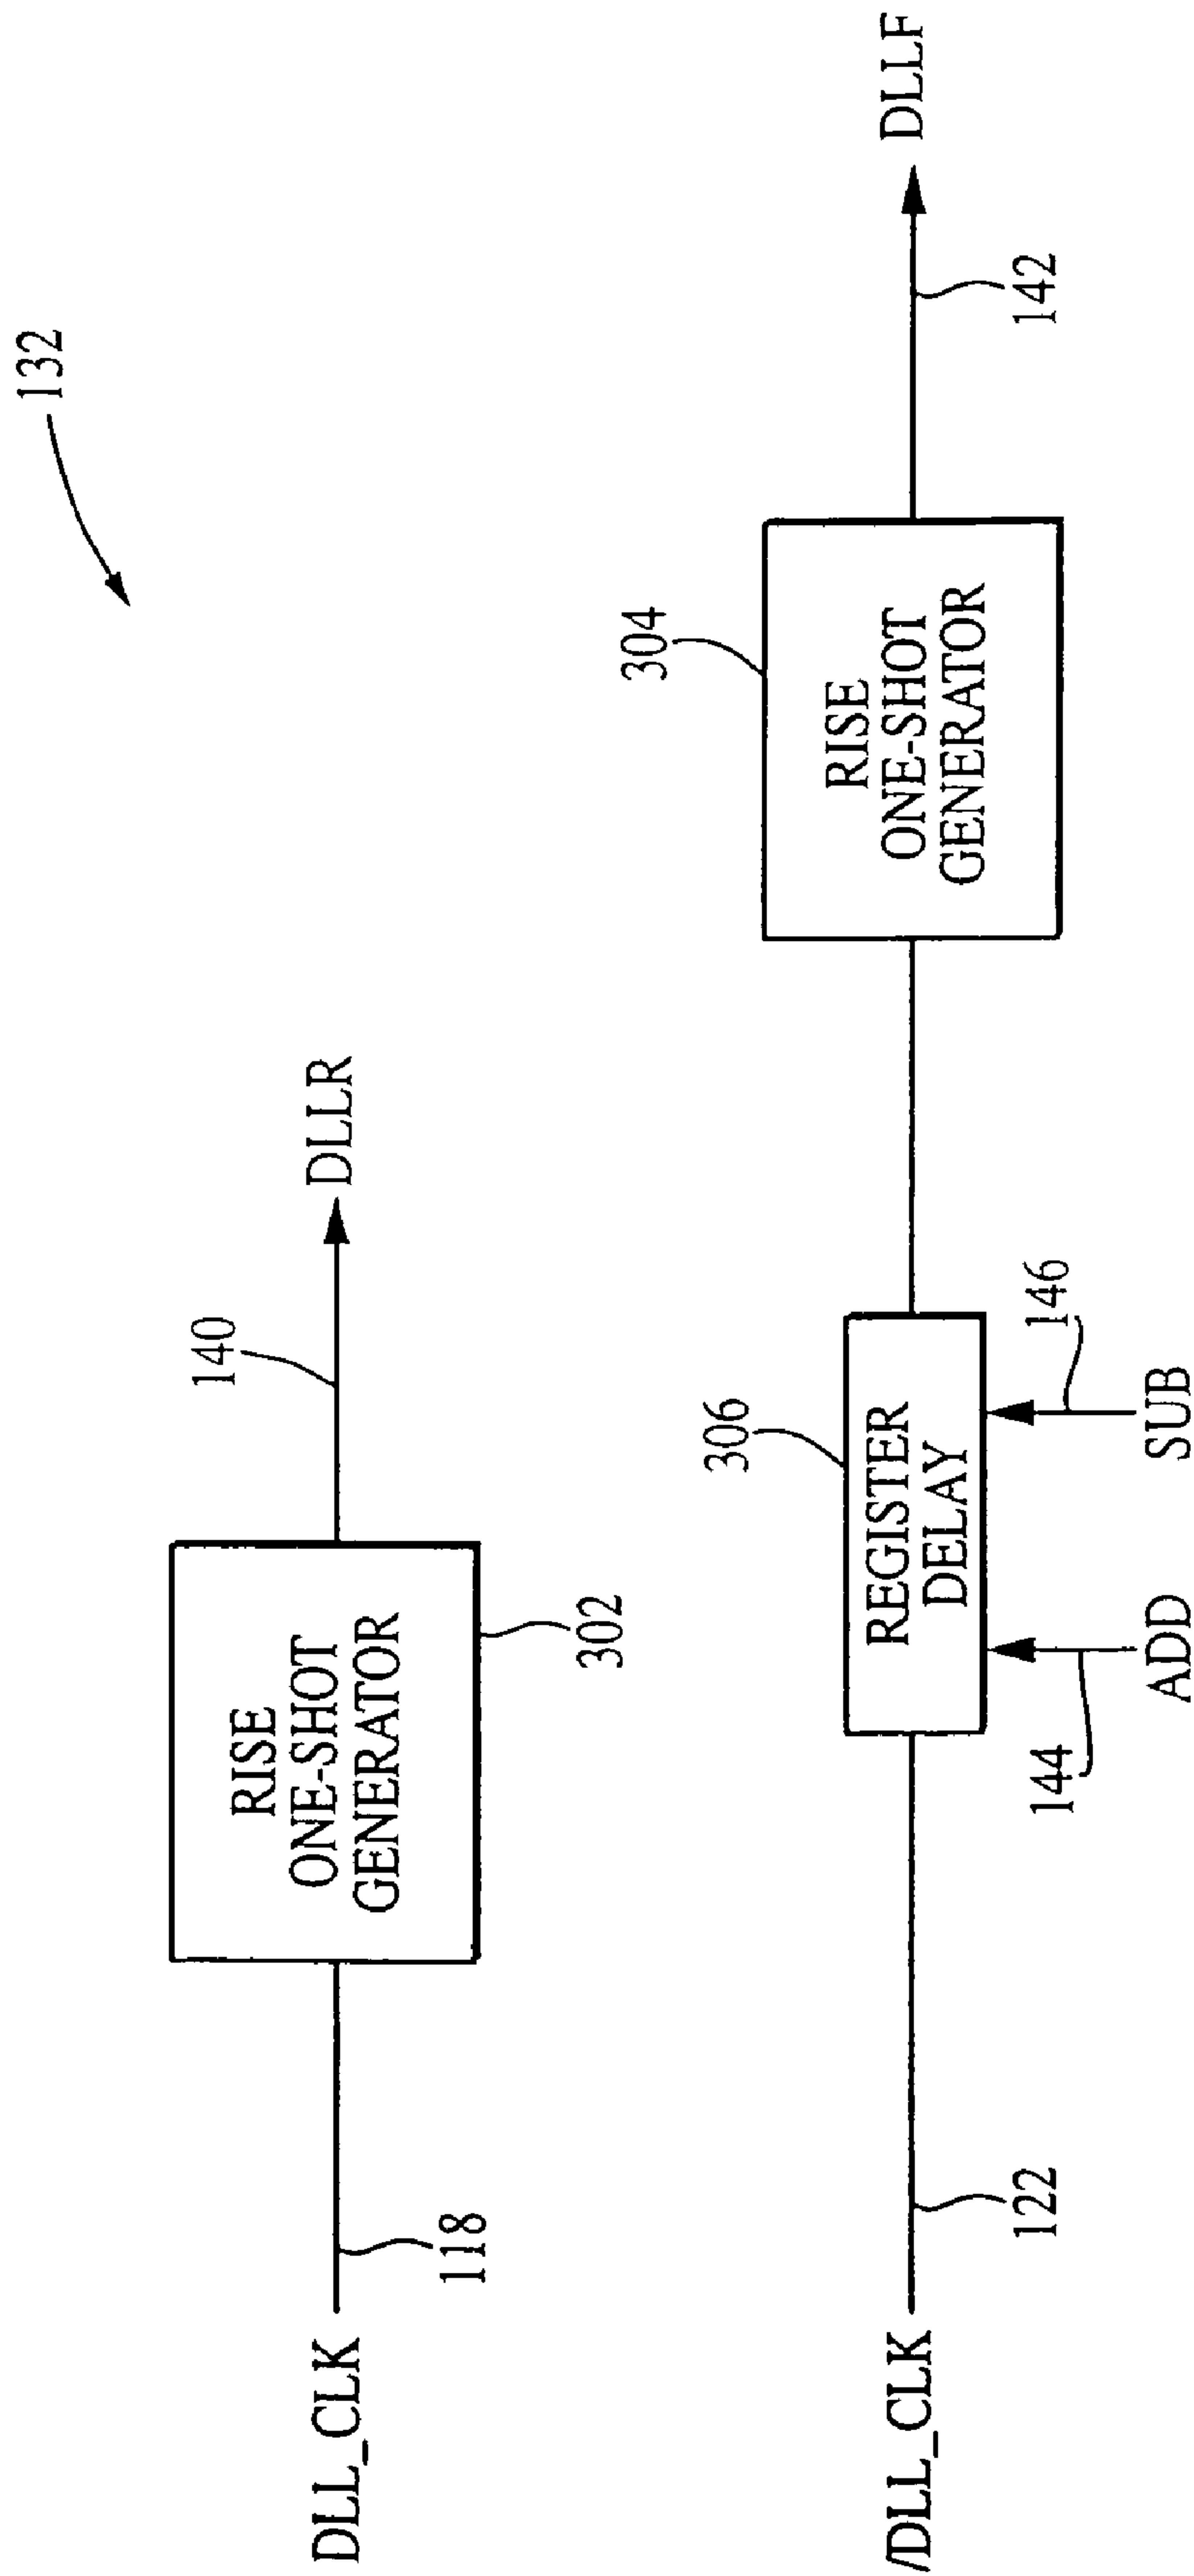 132
DLL_CLK
118
RISE
ONE-SHOT
GENERATOR
302
140
DLLR
/DLL_CLK
122
REGISTER
DELAY
306
144
ADD
146
SUB
RISE
ONE-SHOT
GENERATOR
304
142
DLLF